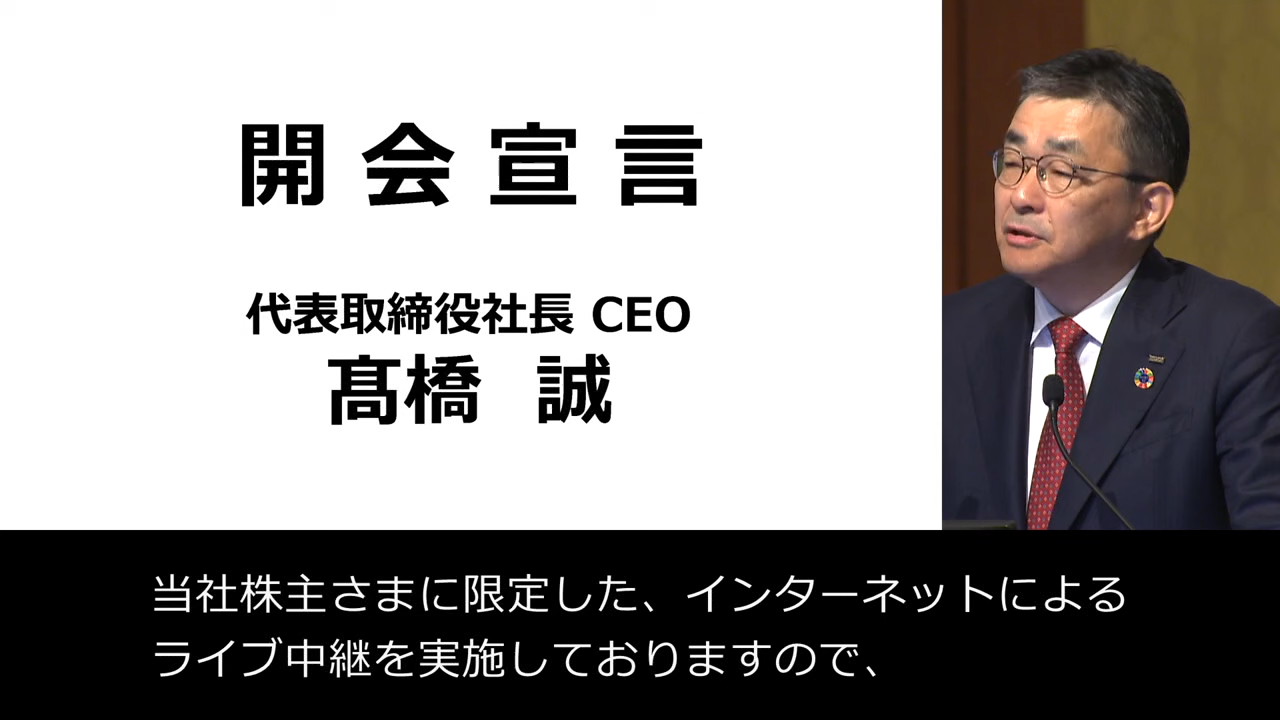 開会宣言
代表取締役社長 CEO
髙橋 誠
当社株主さまに限定した、インターネットによる
ライブ中継を実施しておりますので、